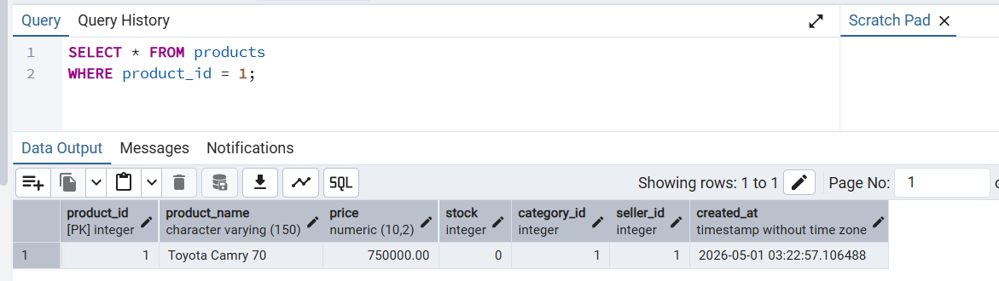 Query Query History Scratch Pad
1 SELECT * FROM products
2 WHERE product_id = 1;
Data Output Messages Notifications
SQL Showing rows: 1 to 1 Page No: 1
product_id product_name price stock category_id seller_id created_at
[PK] integer character varying (150) numeric (10,2) integer integer integer timestamp without time zone
1 1 Toyota Camry 70 750000.00 0 1 1 2026-05-01 03:22:57.106488